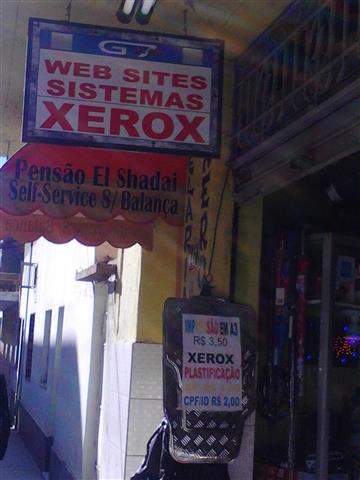 G7
WEB SITES
SISTEMAS
XEROX
Pensão El Shadai
Self-Service S/ Balança
IMPRESSÃO EM A3
R$ 3,50
XEROX
PLASTIFICAÇÃO
CPF/ID R$ 2,00